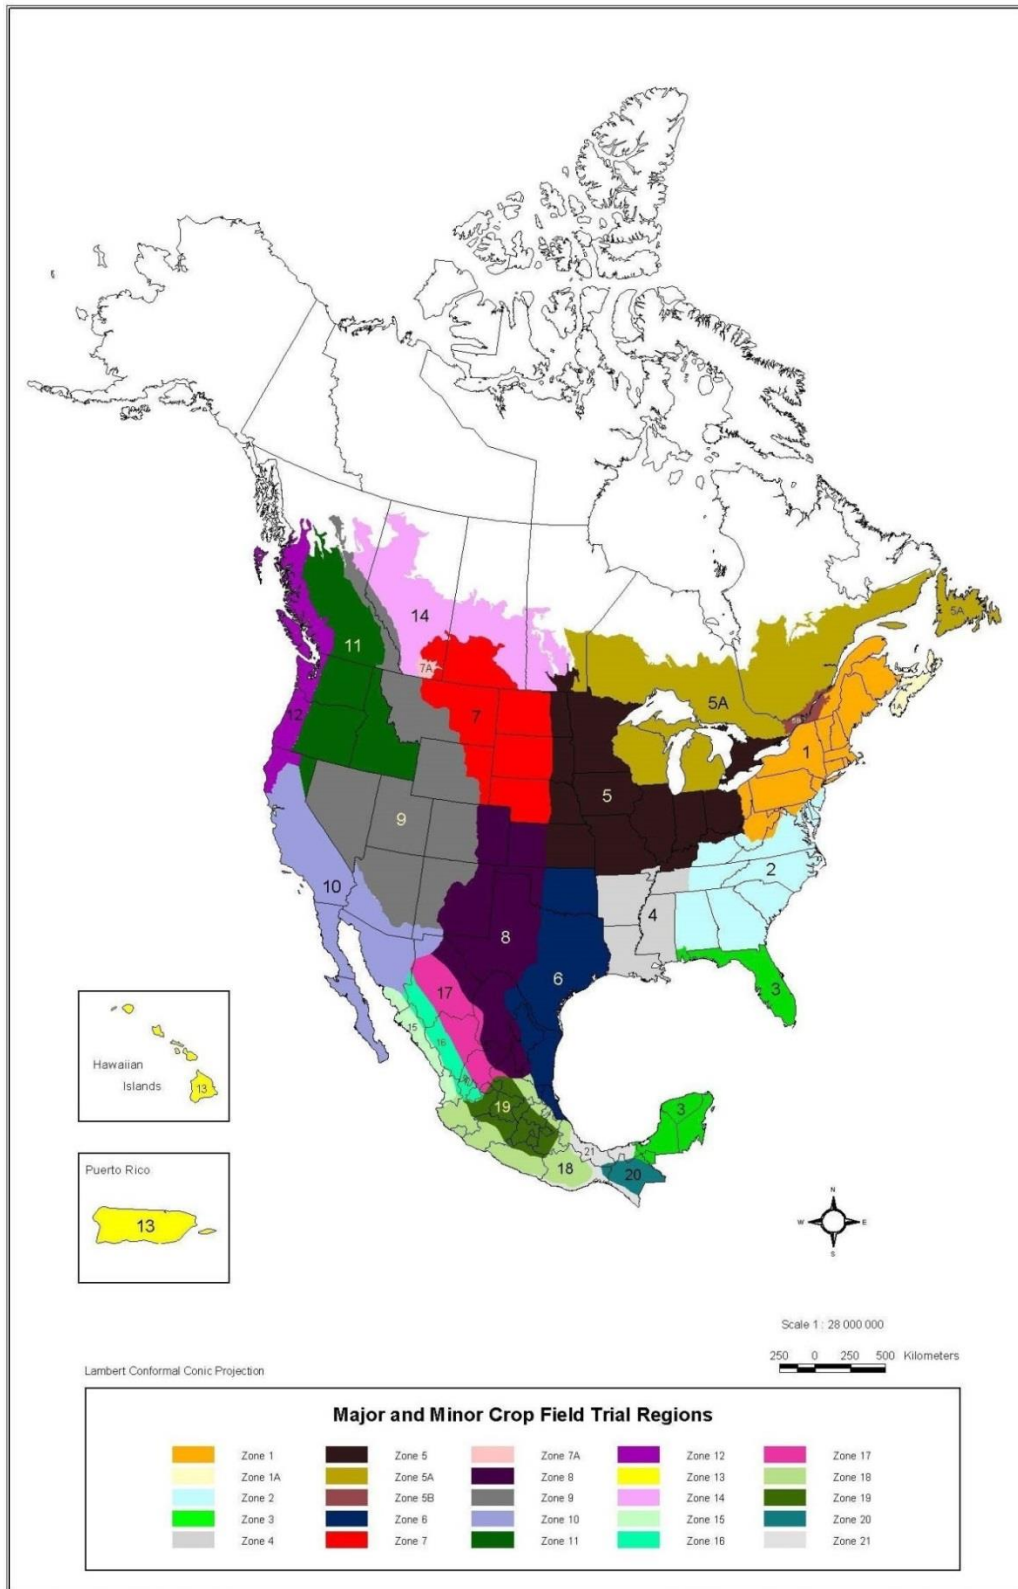 14
11
7A
5A
7
5A
12
1A
1
5
9
2
10
4
8
6
17
3
15
16
Hawaiian
Islands
13
3
19
21
18
20
Puerto Rico
13
N
W
E
S
Scale 1 : 28 000 000
250 0 250 500 Kilometers
Lambert Conformal Conic Projection
Major and Minor Crop Field Trial Regions
Zone 1 Zone 5 Zone 7A Zone 12 Zone 17
Zone 1A Zone 5A Zone 8 Zone 13 Zone 18
Zone 2 Zone 5B Zone 9 Zone 14 Zone 19
Zone 3 Zone 6 Zone 10 Zone 15 Zone 20
Zone 4 Zone 7 Zone 11 Zone 16 Zone 21